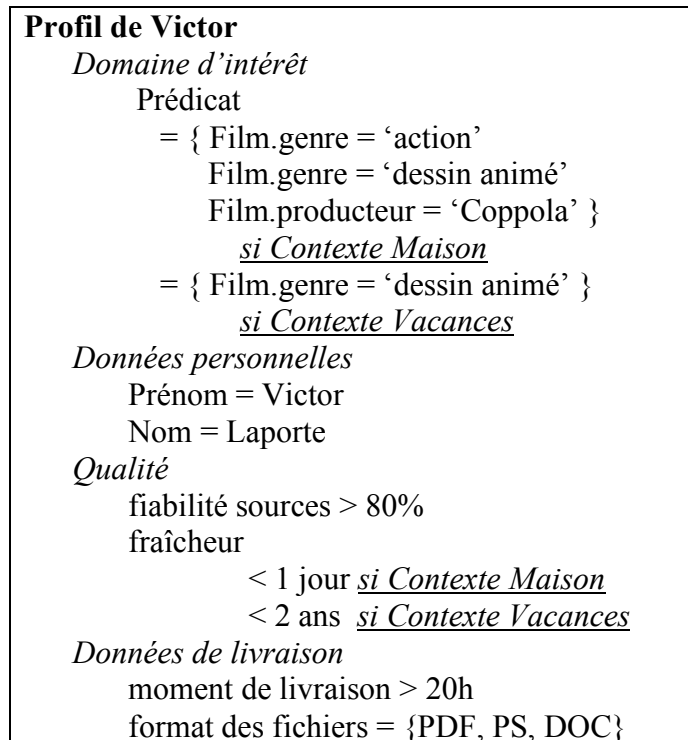 Profil de Victor
Domaine d’intérêt
Prédicat
= { Film.genre = ‘action’
Film.genre = ‘dessin animé’
Film.producteur = ‘Coppola’ }
si Contexte Maison
= { Film.genre = ‘dessin animé’ }
si Contexte Vacances
Données personnelles
Prénom = Victor
Nom = Laporte
Qualité
fiabilité sources > 80%
fraîcheur
< 1 jour si Contexte Maison
< 2 ans si Contexte Vacances
Données de livraison
moment de livraison > 20h
format des fichiers = {PDF, PS, DOC}